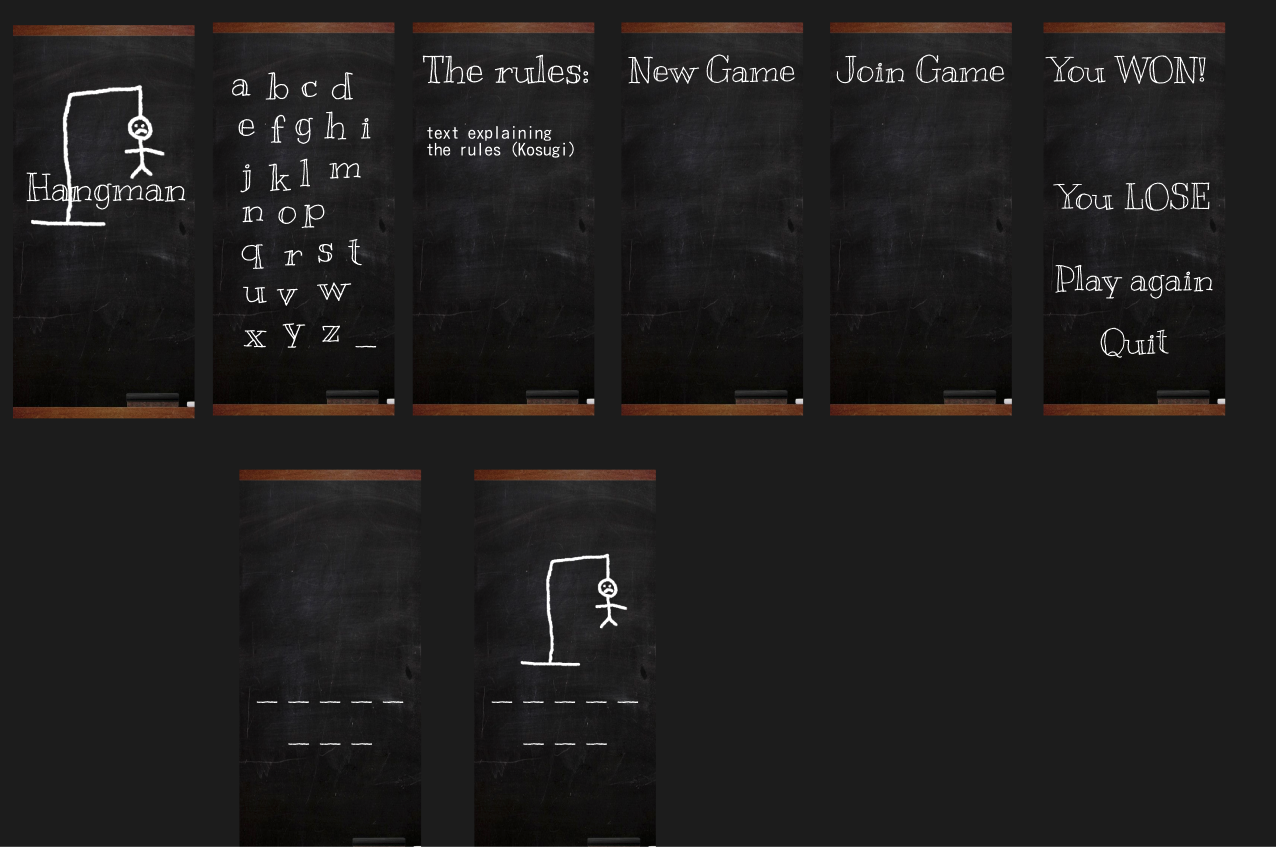 Hangman
a b c d
e f g h i
j k l m
n o p
q r s t
u v w
x y z _
The rules:
text explaining
the rules (Kosugi)
New Game
Join Game
You WON!
You LOSE
Play again
Quit
_ _ _ _ _
_ _ _
_ _ _ _ _
_ _ _